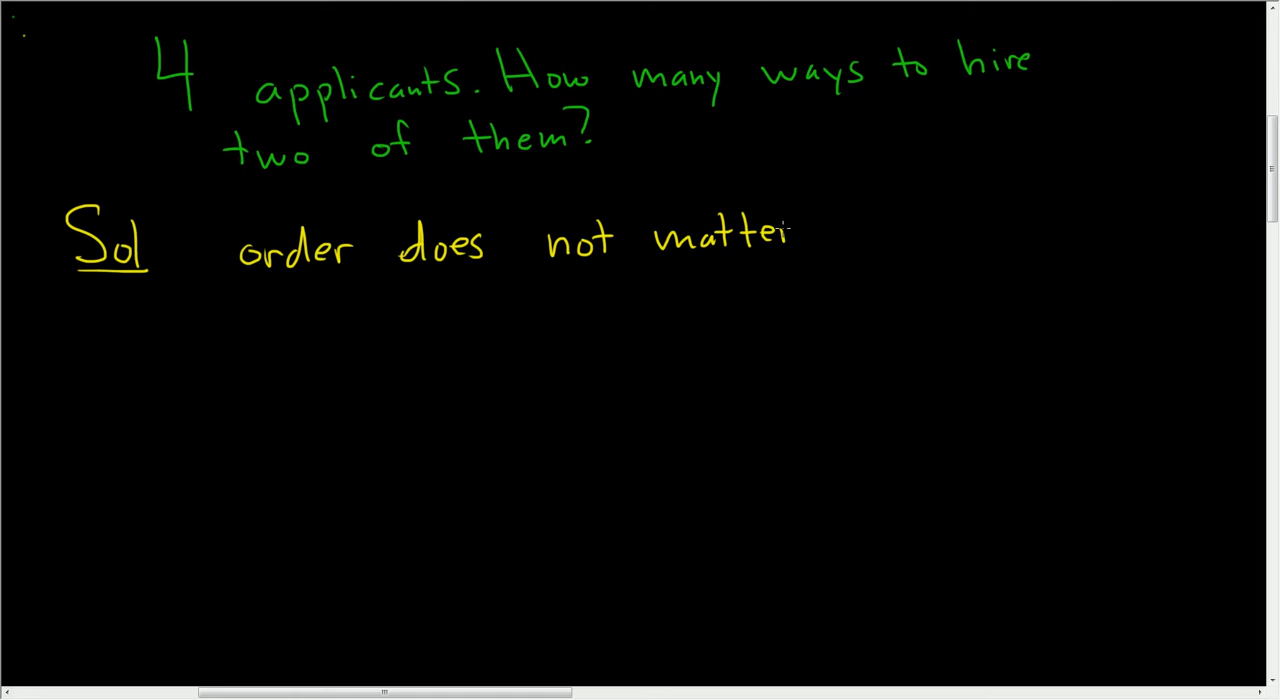 4 applicants. How many ways to hire
two of them?
Sol order does not matter